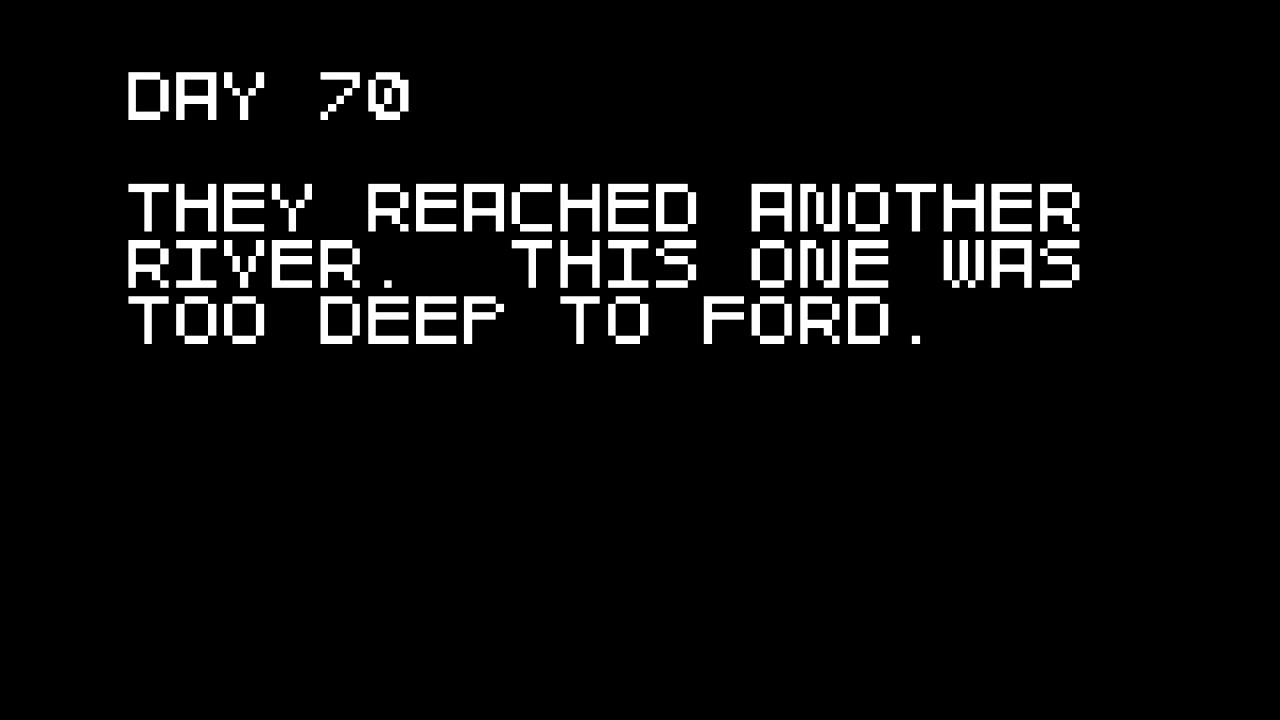 DAY 70
THEY REACHED ANOTHER
RIVER.  THIS ONE WAS
TOO DEEP TO FORD.